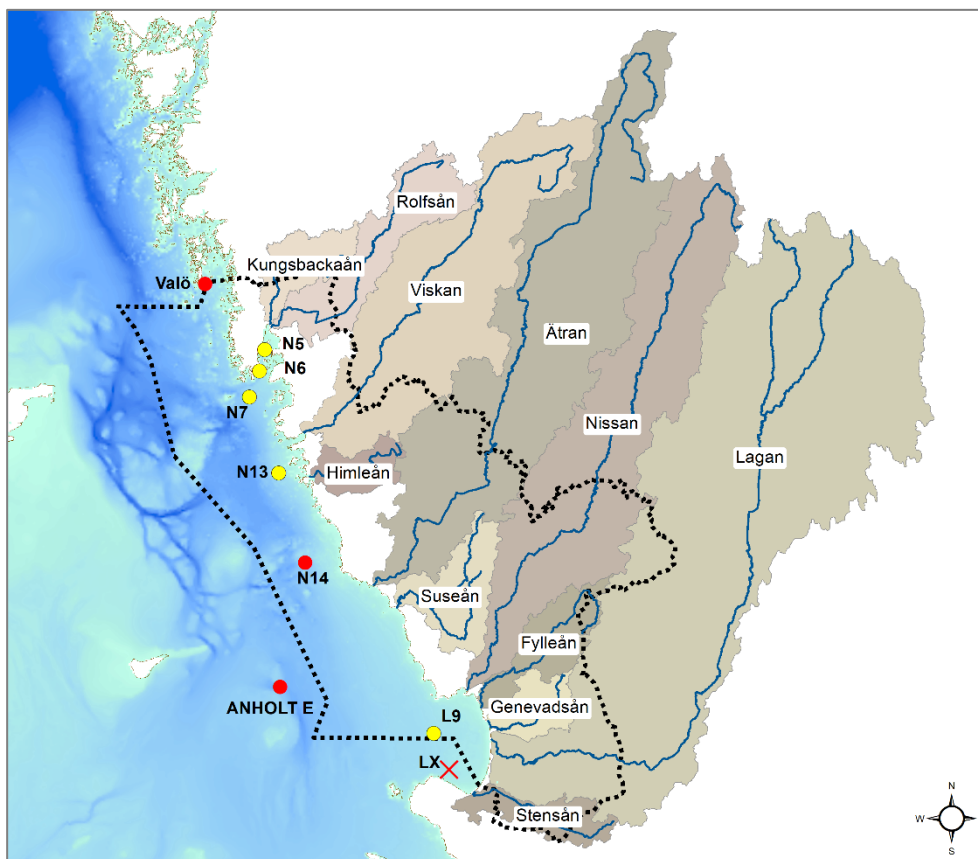 Rolfsån
Kungsbackaån
Valö
Viskan
Ätran
N5
N6
N7
Nissan
Lagan
N13
Himleån
N14
Suseån
Fylleån
ANHOLT E
Genevadsån
L9
LX
Stensån
N
W
E
S